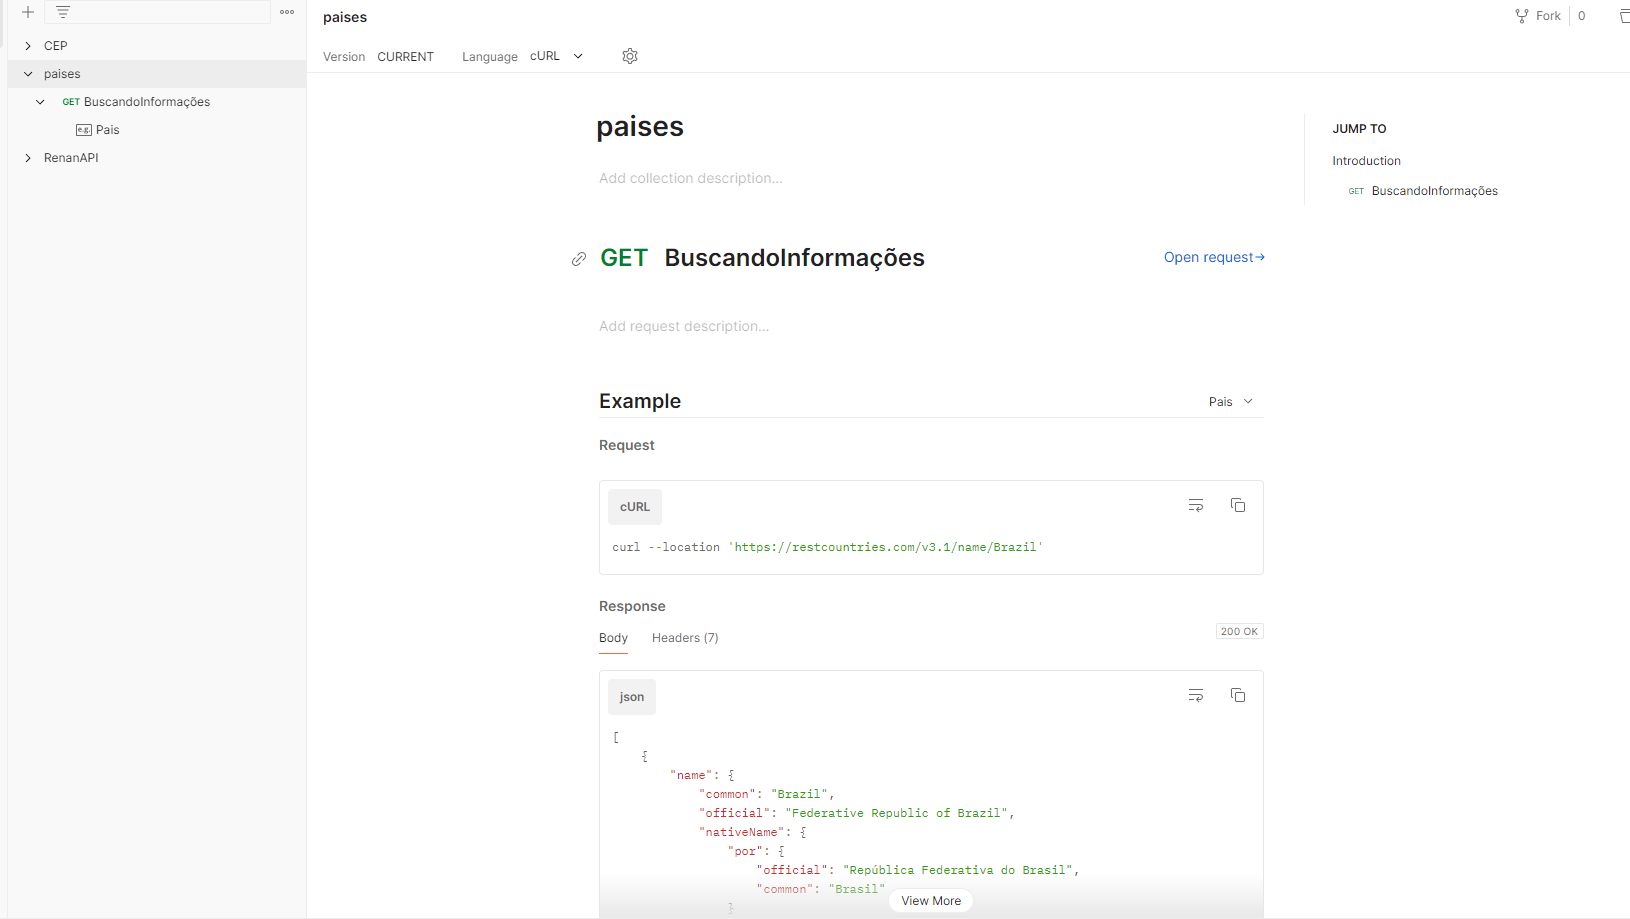 CEP
paises
GET BuscandoInformações
e.g. Pais
RenanAPI
paises
Fork 0
Version CURRENT Language cURL
paises
Add collection description...
JUMP TO
Introduction
GET BuscandoInformações
GET BuscandoInformações
Open request→
Add request description...
Example
Pais
Request
cURL
curl --location 'https://restcountries.com/v3.1/name/Brazil'
Response
Body Headers (7)
200 OK
json
[
{
"name": {
"common": "Brazil",
"official": "Federative Republic of Brazil",
"nativeName": {
"por": {
"official": "República Federativa do Brasil",
"common": "Brasil"
}
View More